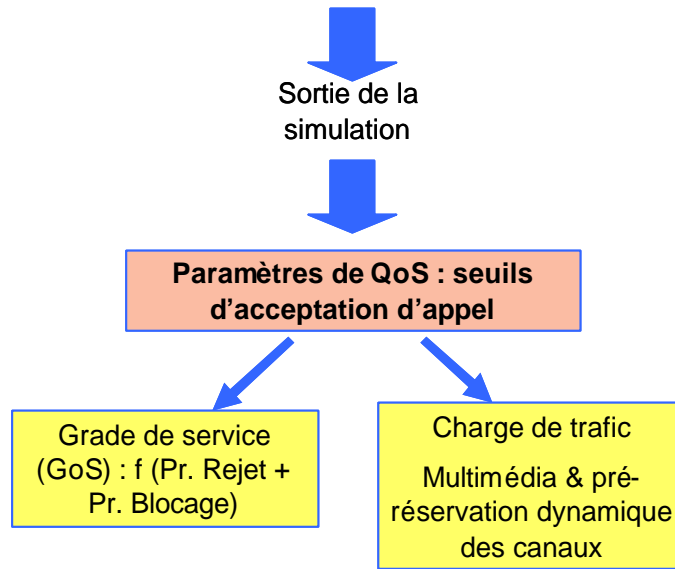 Sortie de la
simulation
Paramètres de QoS : seuils
d'acceptation d'appel
Grade de service
(GoS) : f (Pr. Rejet +
Pr. Blocage)
Charge de trafic
Multimédia & pré-
réservation dynamique
des canaux